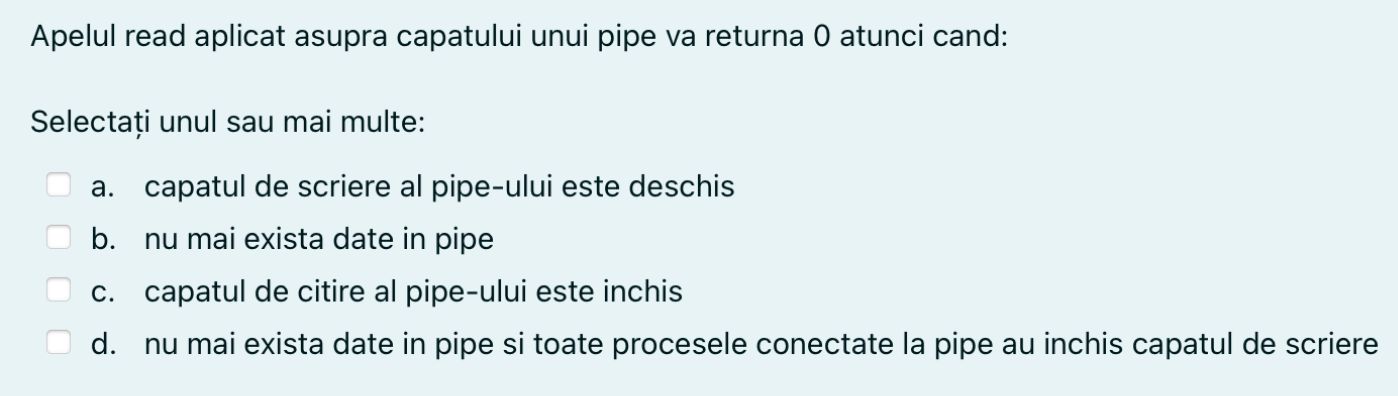 Apelul read aplicat asupra capatului unui pipe va returna 0 atunci cand:
Selectați unul sau mai multe:
a. capatul de scriere al pipe-ului este deschis
b. nu mai exista date in pipe
c. capatul de citire al pipe-ului este inchis
d. nu mai exista date in pipe si toate procesele conectate la pipe au inchis capatul de scriere